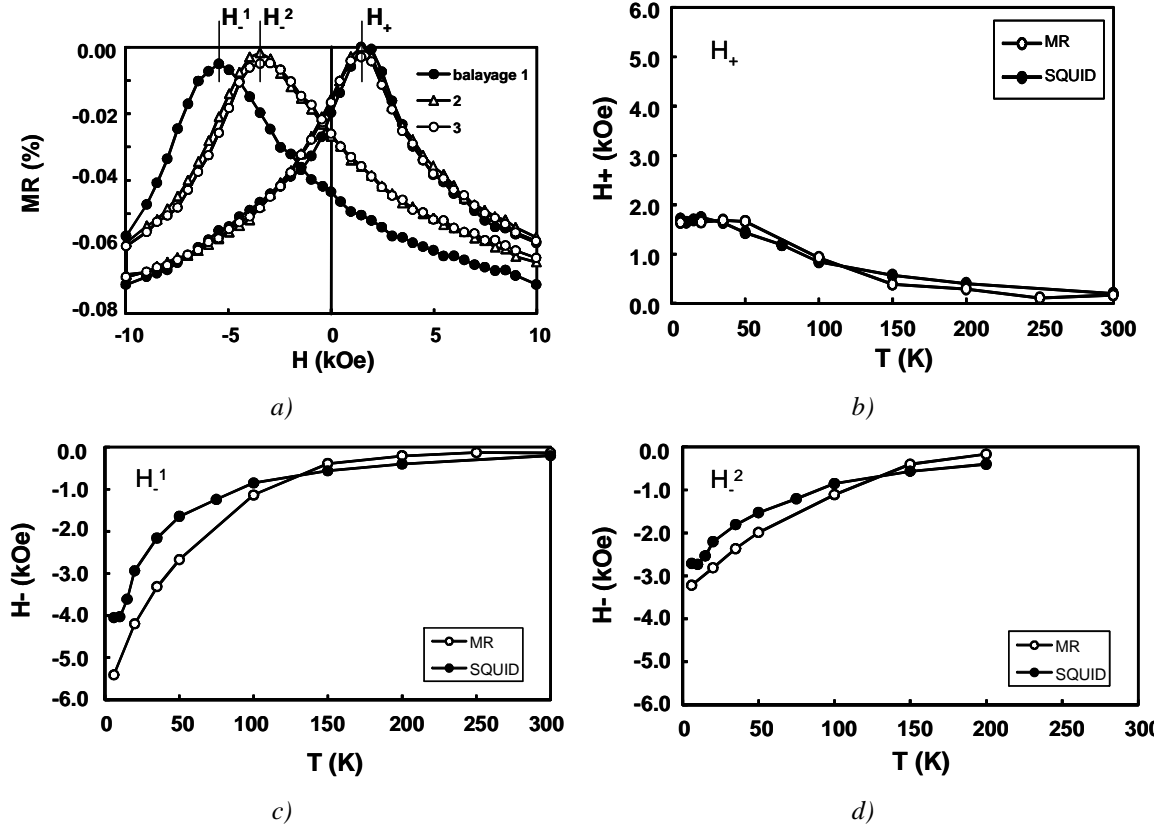 H₋¹ H₋² H₊
0.00
-0.02
-0.04
-0.06
-0.08
MR (%)
balayage 1
2
3
-10 -5 0 5 10
H (kOe)
a)
6.0
5.0
4.0
3.0
2.0
1.0
0.0
H+ (kOe)
H₊
MR
SQUID
0 50 100 150 200 250 300
T (K)
b)
0.0
-1.0
-2.0
-3.0
-4.0
-5.0
-6.0
H- (kOe)
H₋¹
MR
SQUID
0 50 100 150 200 250 300
T (K)
c)
0.0
-1.0
-2.0
-3.0
-4.0
-5.0
-6.0
H- (kOe)
H₋²
MR
SQUID
0 50 100 150 200 250 300
T (K)
d)